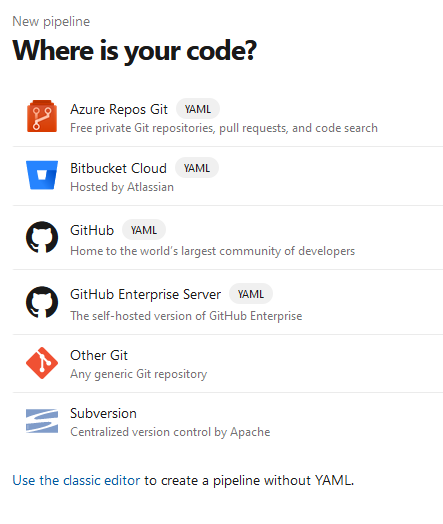 New pipeline
Where is your code?
Azure Repos Git YAML
Free private Git repositories, pull requests, and code search
Bitbucket Cloud YAML
Hosted by Atlassian
GitHub YAML
Home to the world's largest community of developers
GitHub Enterprise Server YAML
The self-hosted version of GitHub Enterprise
Other Git
Any generic Git repository
Subversion
Centralized version control by Apache
Use the classic editor to create a pipeline without YAML.